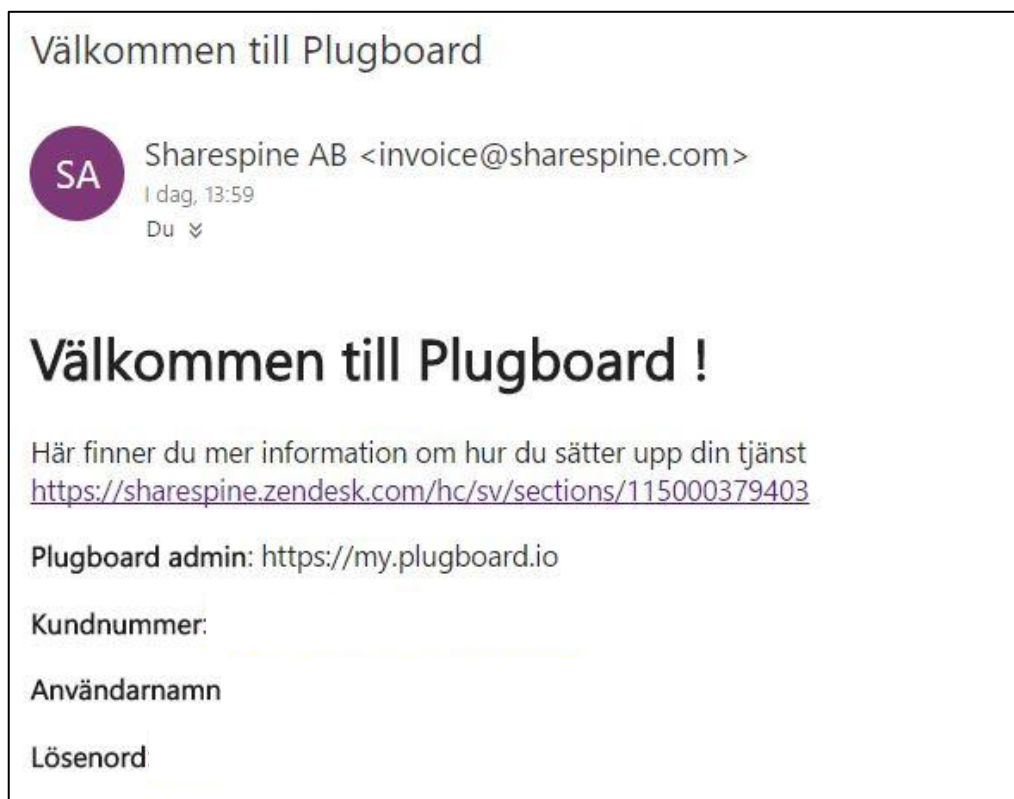 Välkommen till Plugboard
SA
Sharespine AB <invoice@sharespine.com>
I dag, 13:59
Du
Välkommen till Plugboard !
Här finner du mer information om hur du sätter upp din tjänst
https://sharespine.zendesk.com/hc/sv/sections/115000379403
Plugboard admin: https://my.plugboard.io
Kundnummer:
Användarnamn
Lösenord